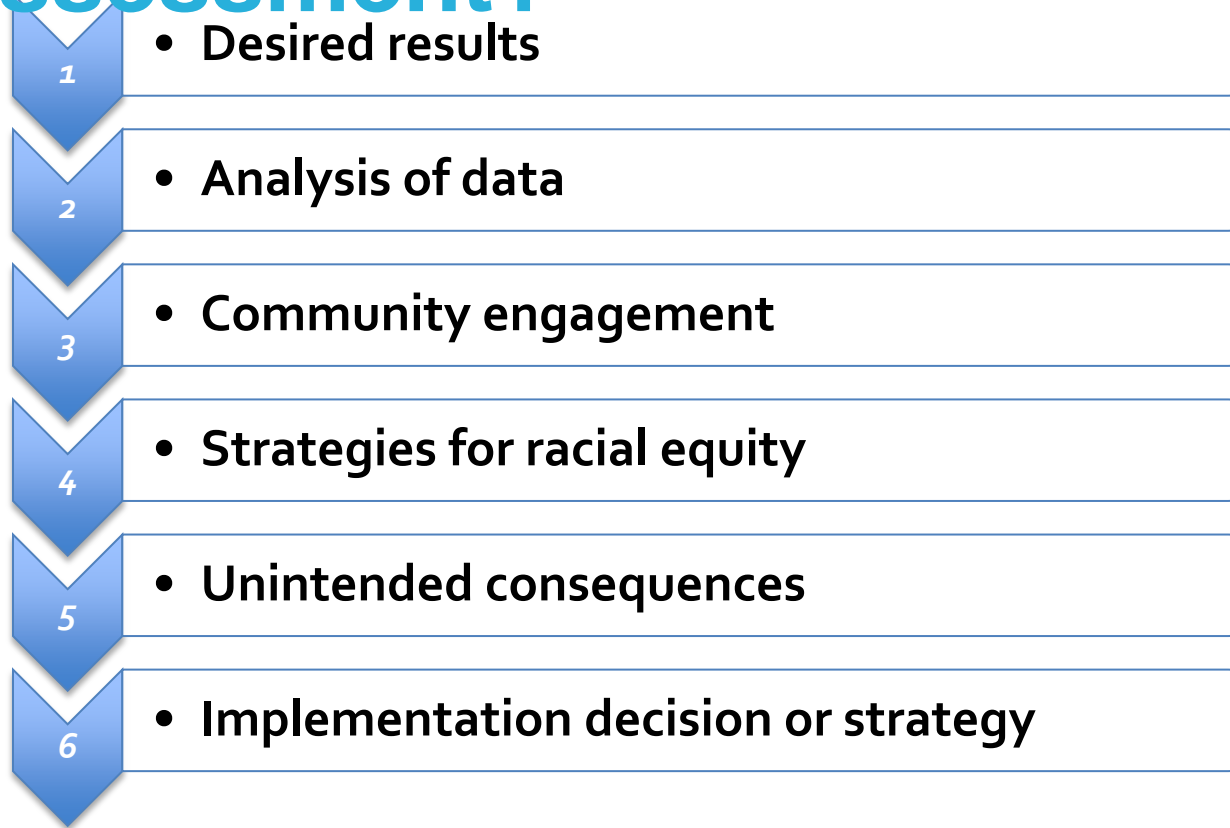 1
• Desired results
2
• Analysis of data
3
• Community engagement
4
• Strategies for racial equity
5
• Unintended consequences
6
• Implementation decision or strategy